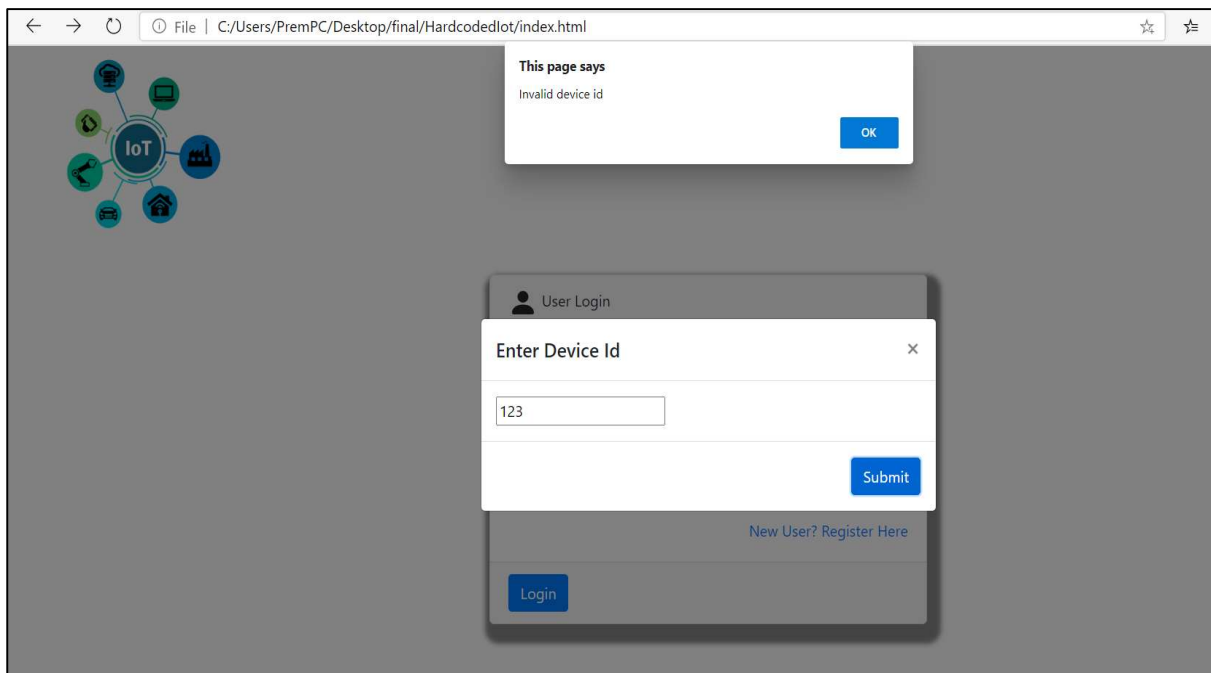 File | C:/Users/PremPC/Desktop/final/HardcodedIot/index.html
This page says
Invalid device id
OK
IoT
User Login
Enter Device Id
×
123
Submit
New User? Register Here
Login